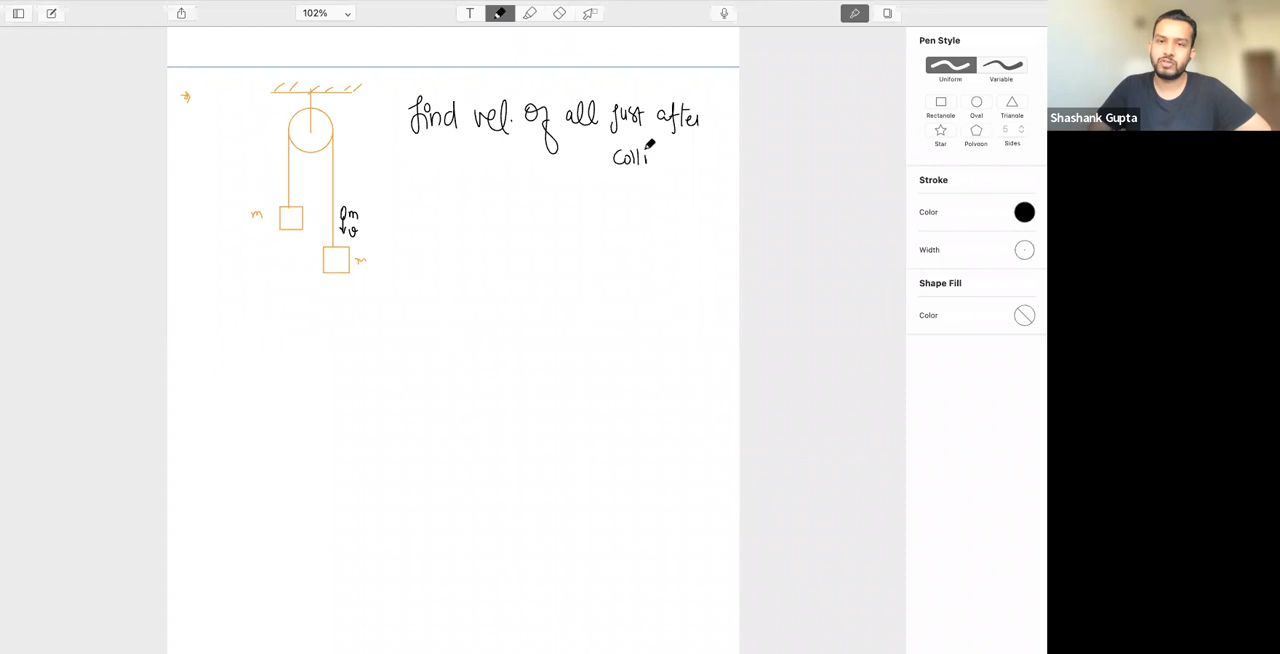 102%
T
Pen Style
Uniform
Variable
Rectangle
Oval
Triangle
5
Star
Polygon
Sides
Stroke
Color
Width
Shape Fill
Color
Shashank Gupta
find vel. of all just after
colli
m
m
v
m